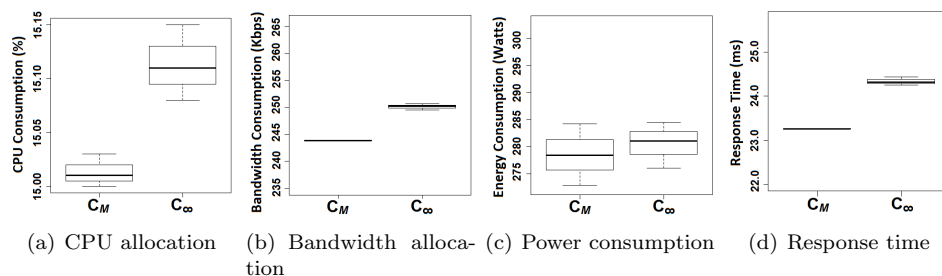 CPU Consumption (%)
15.15
15.10
15.05
15.00
C_M
C_∞
Bandwidth Consumption (Kbps)
265
260
255
250
245
240
235
C_M
C_∞
Energy Consumption (Watts)
300
295
290
285
280
275
C_M
C_∞
Response Time (ms)
25.0
24.0
23.0
22.0
C_M
C_∞
(a) CPU allocation
(b) Bandwidth alloca-
tion
(c) Power consumption
(d) Response time